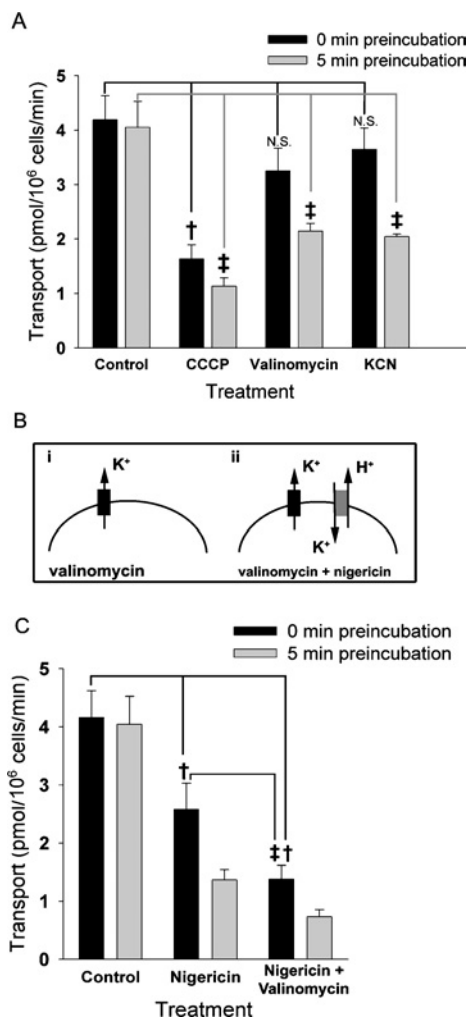 A
0 min preincubation
5 min preincubation
Transport (pmol/10⁶ cells/min)
5
4
3
2
1
0
N.S.
N.S.
†
‡
‡
‡
Control CCCP Valinomycin KCN
Treatment
B
i ii
K⁺ K⁺ H⁺
K⁺
valinomycin valinomycin + nigericin
C
0 min preincubation
5 min preincubation
Transport (pmol/10⁶ cells/min)
5
4
3
2
1
0
†
‡†
Control Nigericin Nigericin +
Valinomycin
Treatment